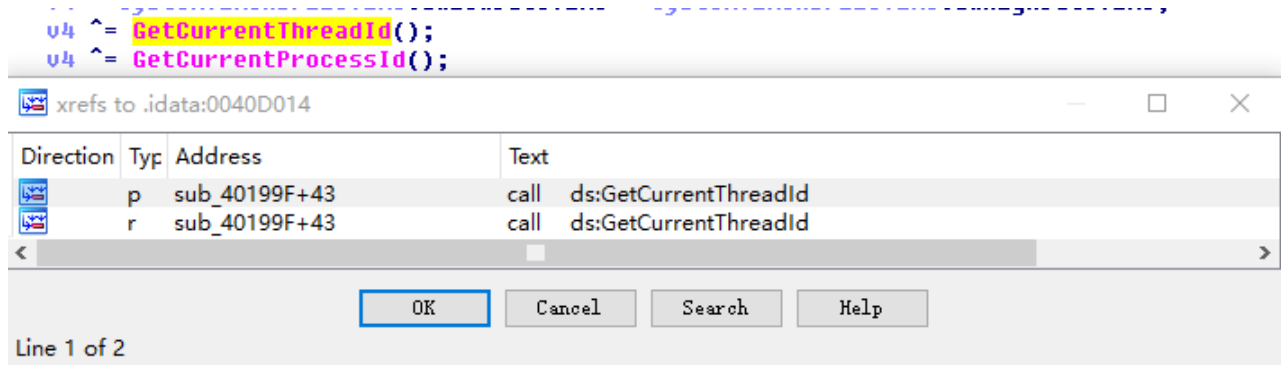 v4 ^= GetCurrentThreadId();
v4 ^= GetCurrentProcessId();
xrefs to .idata:0040D014
Direction Typ Address Text
p sub_40199F+43 call ds:GetCurrentThreadId
r sub_40199F+43 call ds:GetCurrentThreadId
OK Cancel Search Help
Line 1 of 2